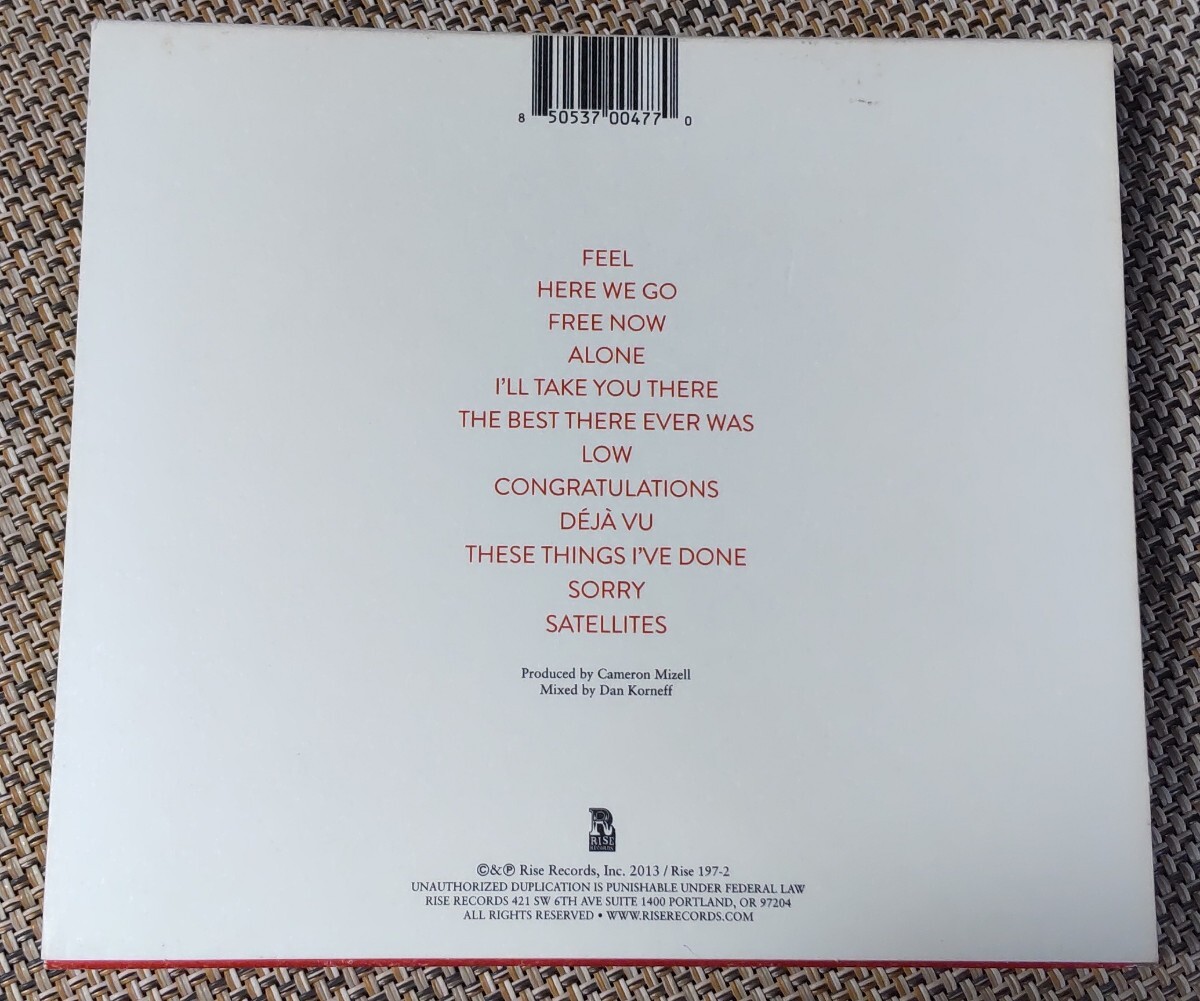 8 50537 00477 0
FEEL
HERE WE GO
FREE NOW
ALONE
I'LL TAKE YOU THERE
THE BEST THERE EVER WAS
LOW
CONGRATULATIONS
DÉJÀ VU
THESE THINGS I'VE DONE
SORRY
SATELLITES
Produced by Cameron Mizell
Mixed by Dan Korneff
R
RISE
RECORDS
©&℗ Rise Records, Inc. 2013 / Rise 197-2
UNAUTHORIZED DUPLICATION IS PUNISHABLE UNDER FEDERAL LAW
RISE RECORDS 421 SW 6TH AVE SUITE 1400 PORTLAND, OR 97204
ALL RIGHTS RESERVED • WWW.RISERECORDS.COM